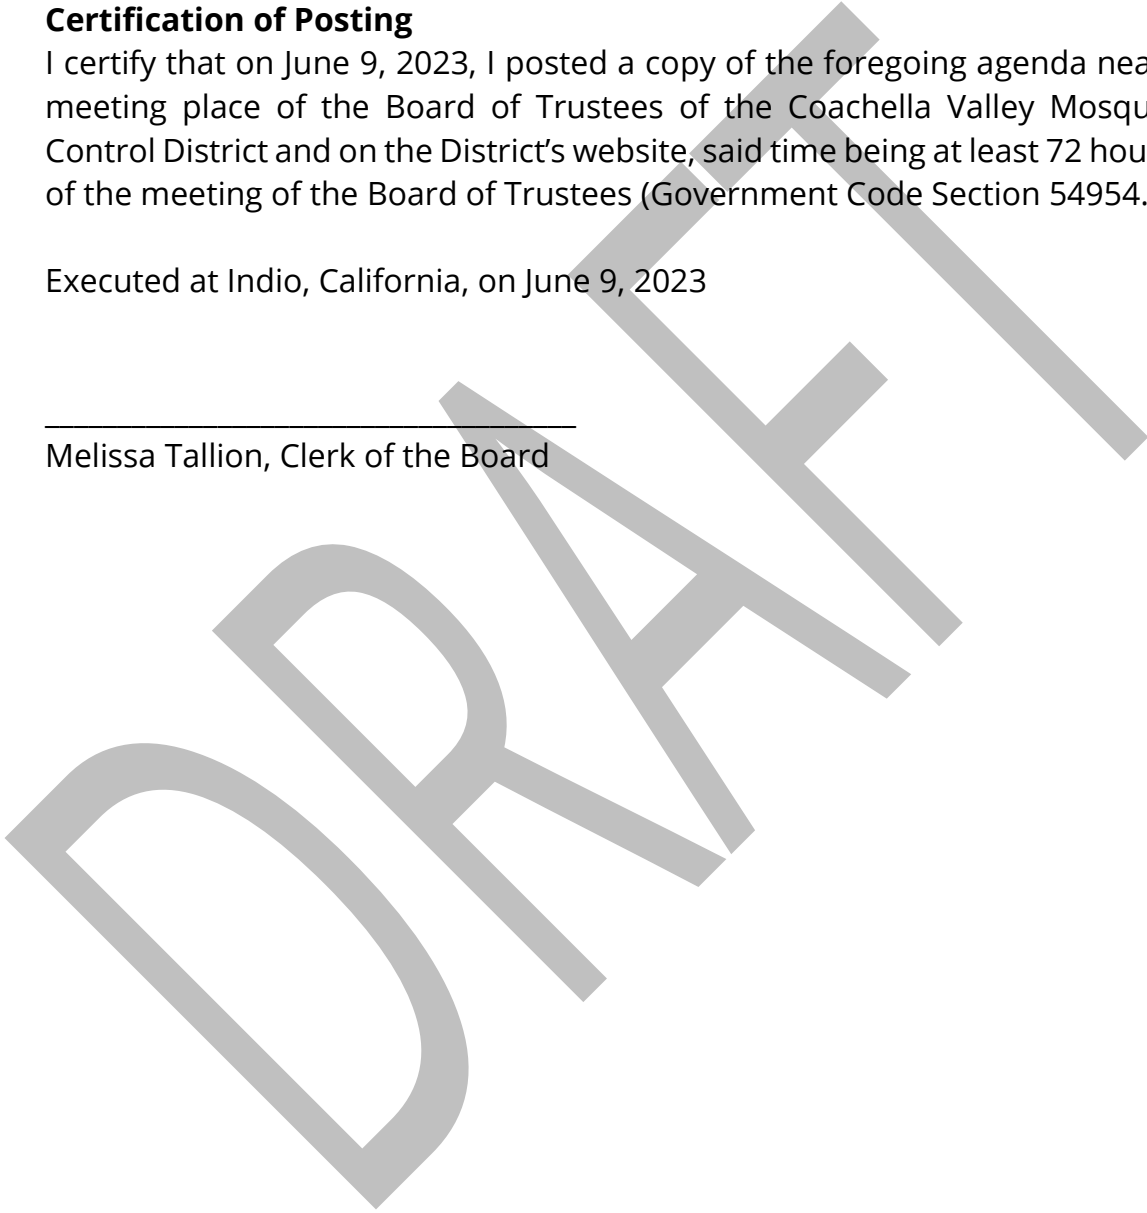 Certification of Posting
I certify that on June 9, 2023, I posted a copy of the foregoing agenda nea
meeting place of the Board of Trustees of the Coachella Valley Mosqu
Control District and on the District’s website, said time being at least 72 hou
of the meeting of the Board of Trustees (Government Code Section 54954.
Executed at Indio, California, on June 9, 2023
Melissa Tallion, Clerk of the Board
DRAFT